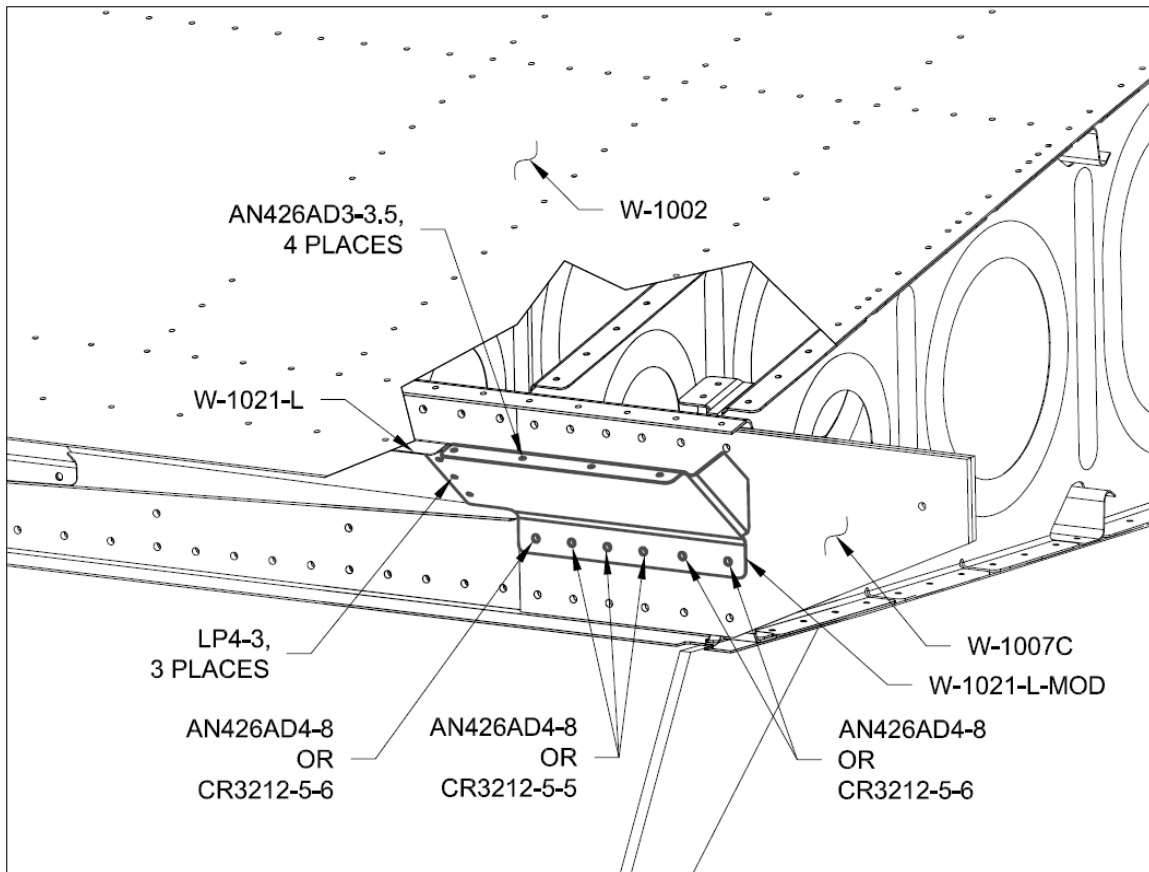 W-1002
AN426AD3-3.5,
4 PLACES
W-1021-L
LP4-3,
3 PLACES
W-1007C
W-1021-L-MOD
AN426AD4-8
OR
CR3212-5-6
AN426AD4-8
OR
CR3212-5-5
AN426AD4-8
OR
CR3212-5-6